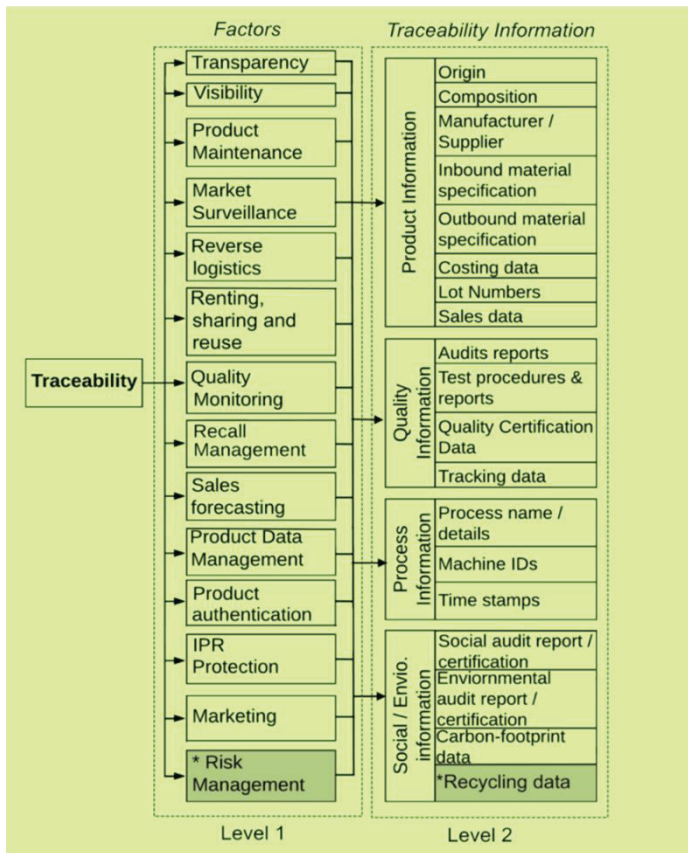 Factors
Traceability Information
Traceability
Transparency
Visibility
Product
Maintenance
Market
Surveillance
Reverse
logistics
Renting,
sharing and
reuse
Quality
Monitoring
Recall
Management
Sales
forecasting
Product Data
Management
Product
authentication
IPR
Protection
Marketing
* Risk
Management
Level 1
Product Information
Origin
Composition
Manufacturer /
Supplier
Inbound material
specification
Outbound material
specification
Costing data
Lot Numbers
Sales data
Quality
Information
Audits reports
Test procedures &
reports
Quality Certification
Data
Tracking data
Process
Information
Process name /
details
Machine IDs
Time stamps
Social / Envio.
information
Social audit report /
certification
Enviornmental
audit report /
certification
Carbon-footprint
data
*Recycling data
Level 2